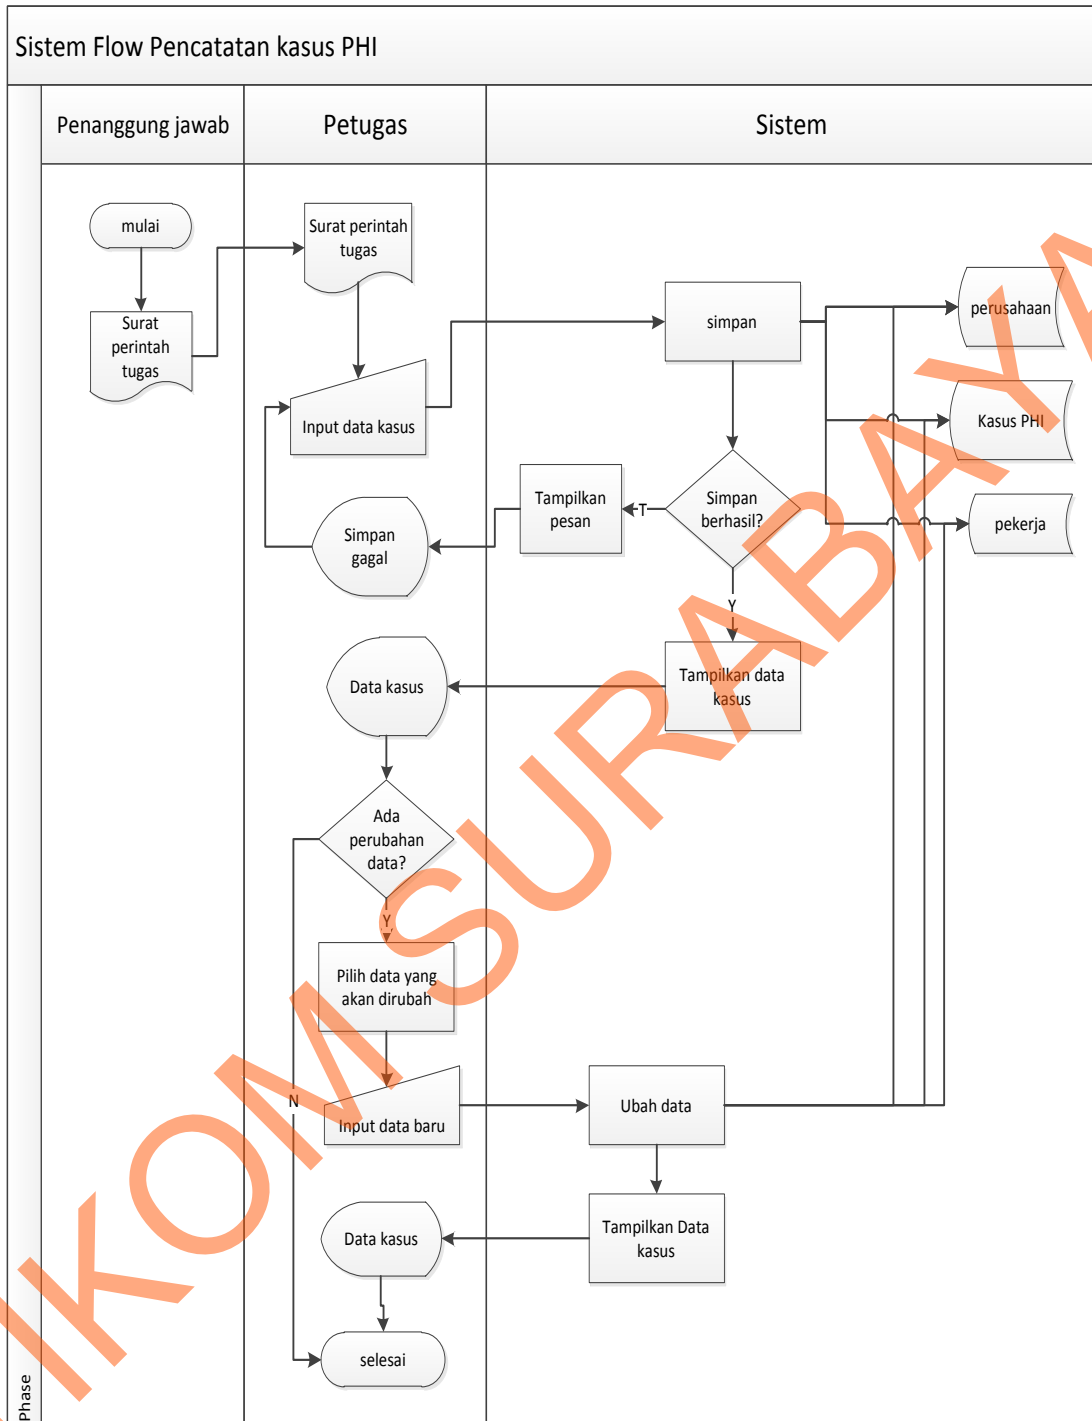 Sistem Flow Pencatatan kasus PHI
Penanggung jawab
Petugas
Sistem
mulai
Surat perintah
tugas
Surat
perintah
tugas
Input data kasus
simpan
perusahaan
Kasus PHI
pekerja
Simpan
berhasil?
T
Tampilkan
pesan
Simpan
gagal
Y
Tampilkan data
kasus
Data kasus
Ada
perubahan
data?
Y
Pilih data yang
akan dirubah
N
Input data baru
Ubah data
Tampilkan Data
kasus
Data kasus
selesai
Phase
IKOM SURABAYA